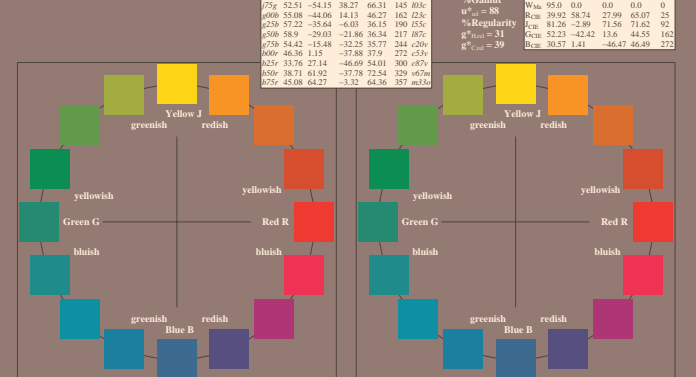 j75g 52.51 −54.15 38.27 66.31 145 l03c
g00b 55.08 −44.06 14.13 46.27 162 l23c
g25b 57.22 −35.64 −6.03 36.15 190 l55c
g50b 58.9 −29.03 −21.86 36.34 217 l87c
g75b 54.42 −15.48 −32.25 35.77 244 c20v
b00r 46.36 1.15 −37.88 37.9 272 c53v
b25r 33.76 27.14 −46.69 54.01 300 c87v
b50r 38.71 61.92 −37.78 72.54 329 v67m
b75r 45.08 64.27 −3.32 64.36 357 m33o
%Gamut
u*rel = 88
%Regularity
g*H,rel = 31
g*C,rel = 39
WMa 95.0 0.0 0.0 0.0 0
RCIE 39.92 58.74 27.99 65.07 25
JCIE 81.26 −2.89 71.56 71.62 92
GCIE 52.23 −42.42 13.6 44.55 162
BCIE 30.57 1.41 −46.47 46.49 272
Yellow J
greenish redish
yellowish
yellowish
Green G
Red R
bluish
bluish
greenish redish
Blue B
Yellow J
greenish redish
yellowish
yellowish
Green G
Red R
bluish
bluish
greenish redish
Blue B